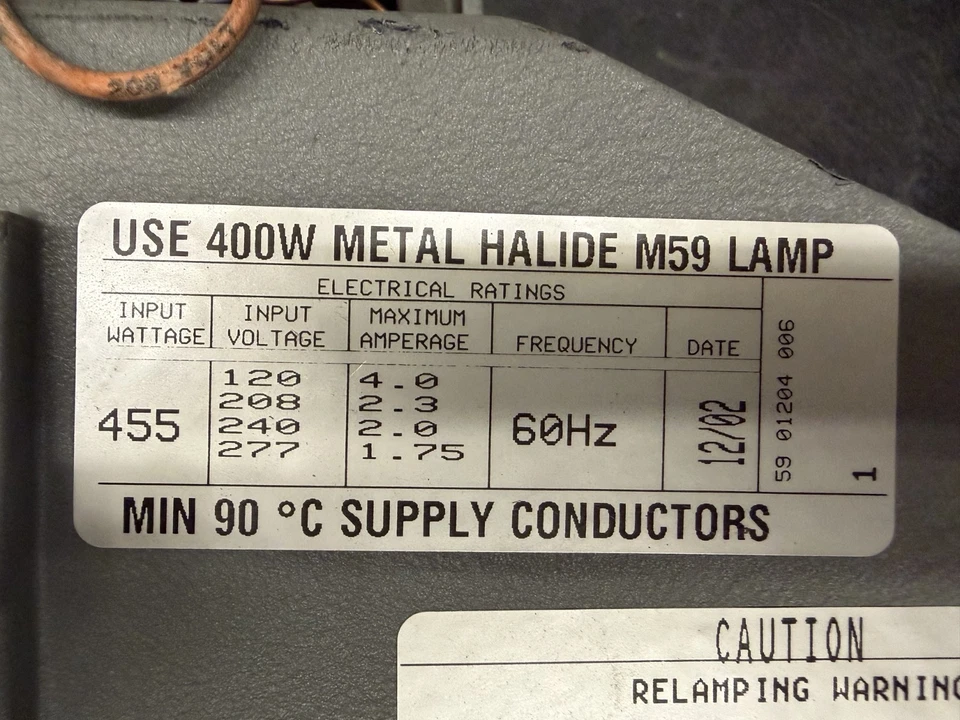 USE 400W METAL HALIDE M59 LAMP
ELECTRICAL RATINGS
INPUT WATTAGE
INPUT VOLTAGE
MAXIMUM AMPERAGE
FREQUENCY
DATE
455
120 4.0
208 2.3
240 2.0
277 1.75
60Hz
12/02
59 01204 006
1
MIN 90 °C SUPPLY CONDUCTORS
CAUTION
RELAMPING WARNING